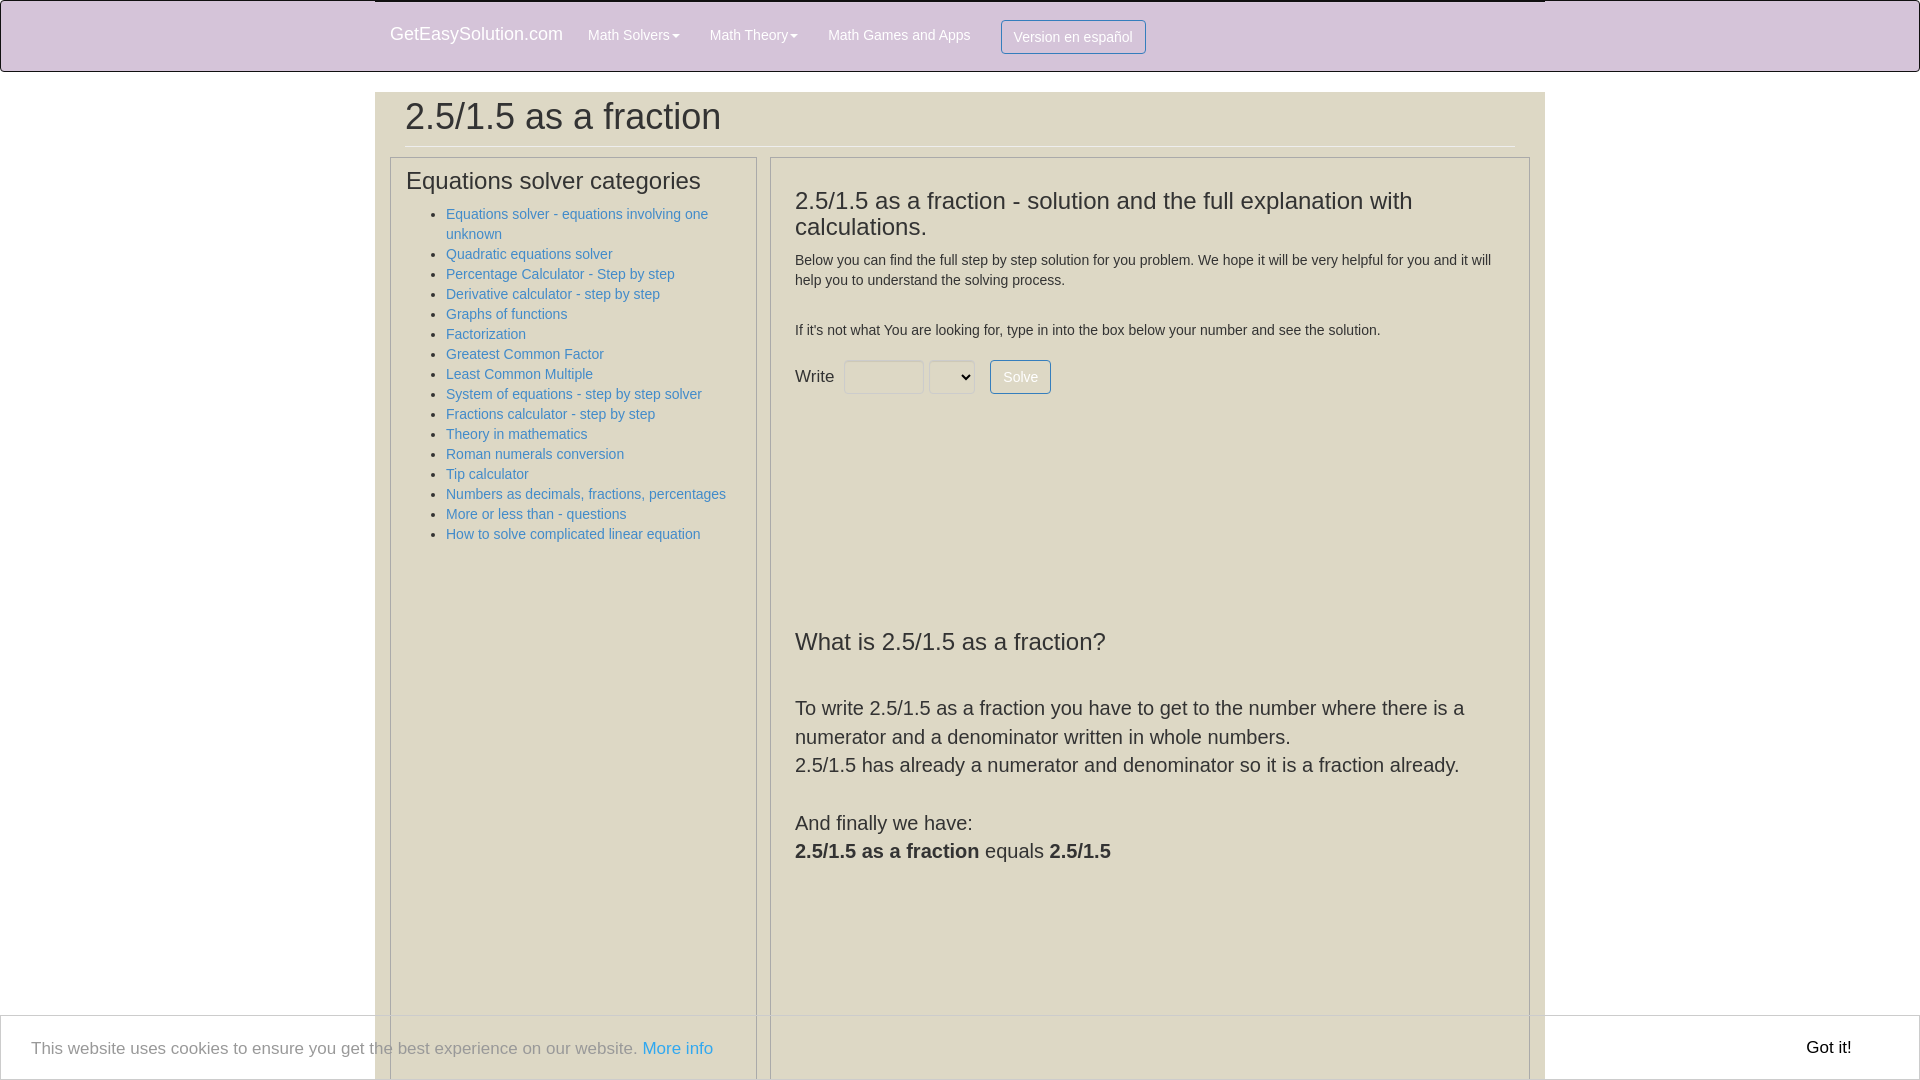 GetEasySolution.com Math Solvers Math Theory Math Games and Apps Version en español
2.5/1.5 as a fraction
Equations solver categories
Equations solver - equations involving one
unknown
Quadratic equations solver
Percentage Calculator - Step by step
Derivative calculator - step by step
Graphs of functions
Factorization
Greatest Common Factor
Least Common Multiple
System of equations - step by step solver
Fractions calculator - step by step
Theory in mathematics
Roman numerals conversion
Tip calculator
Numbers as decimals, fractions, percentages
More or less than - questions
How to solve complicated linear equation
2.5/1.5 as a fraction - solution and the full explanation with
calculations.
Below you can find the full step by step solution for you problem. We hope it will be very helpful for you and it will
help you to understand the solving process.
If it's not what You are looking for, type in into the box below your number and see the solution.
Write Solve
What is 2.5/1.5 as a fraction?
To write 2.5/1.5 as a fraction you have to get to the number where there is a
numerator and a denominator written in whole numbers.
2.5/1.5 has already a numerator and denominator so it is a fraction already.
And finally we have:
2.5/1.5 as a fraction equals 2.5/1.5
This website uses cookies to ensure you get the best experience on our website. More info Got it!